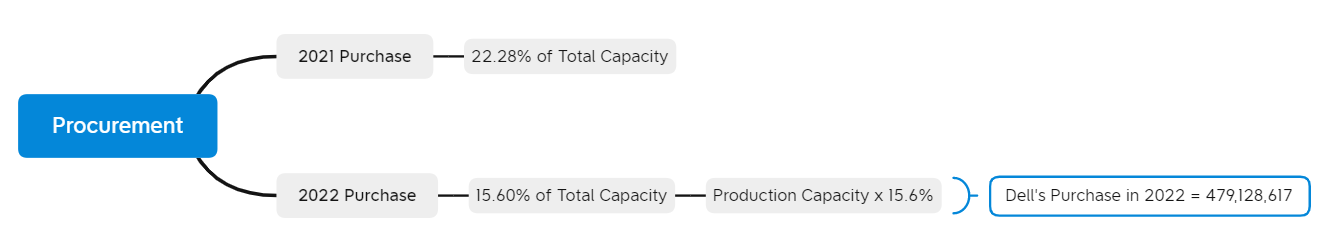 Procurement
2021 Purchase
22.28% of Total Capacity
2022 Purchase
15.60% of Total Capacity
Production Capacity x 15.6%
Dell's Purchase in 2022 = 479,128,617